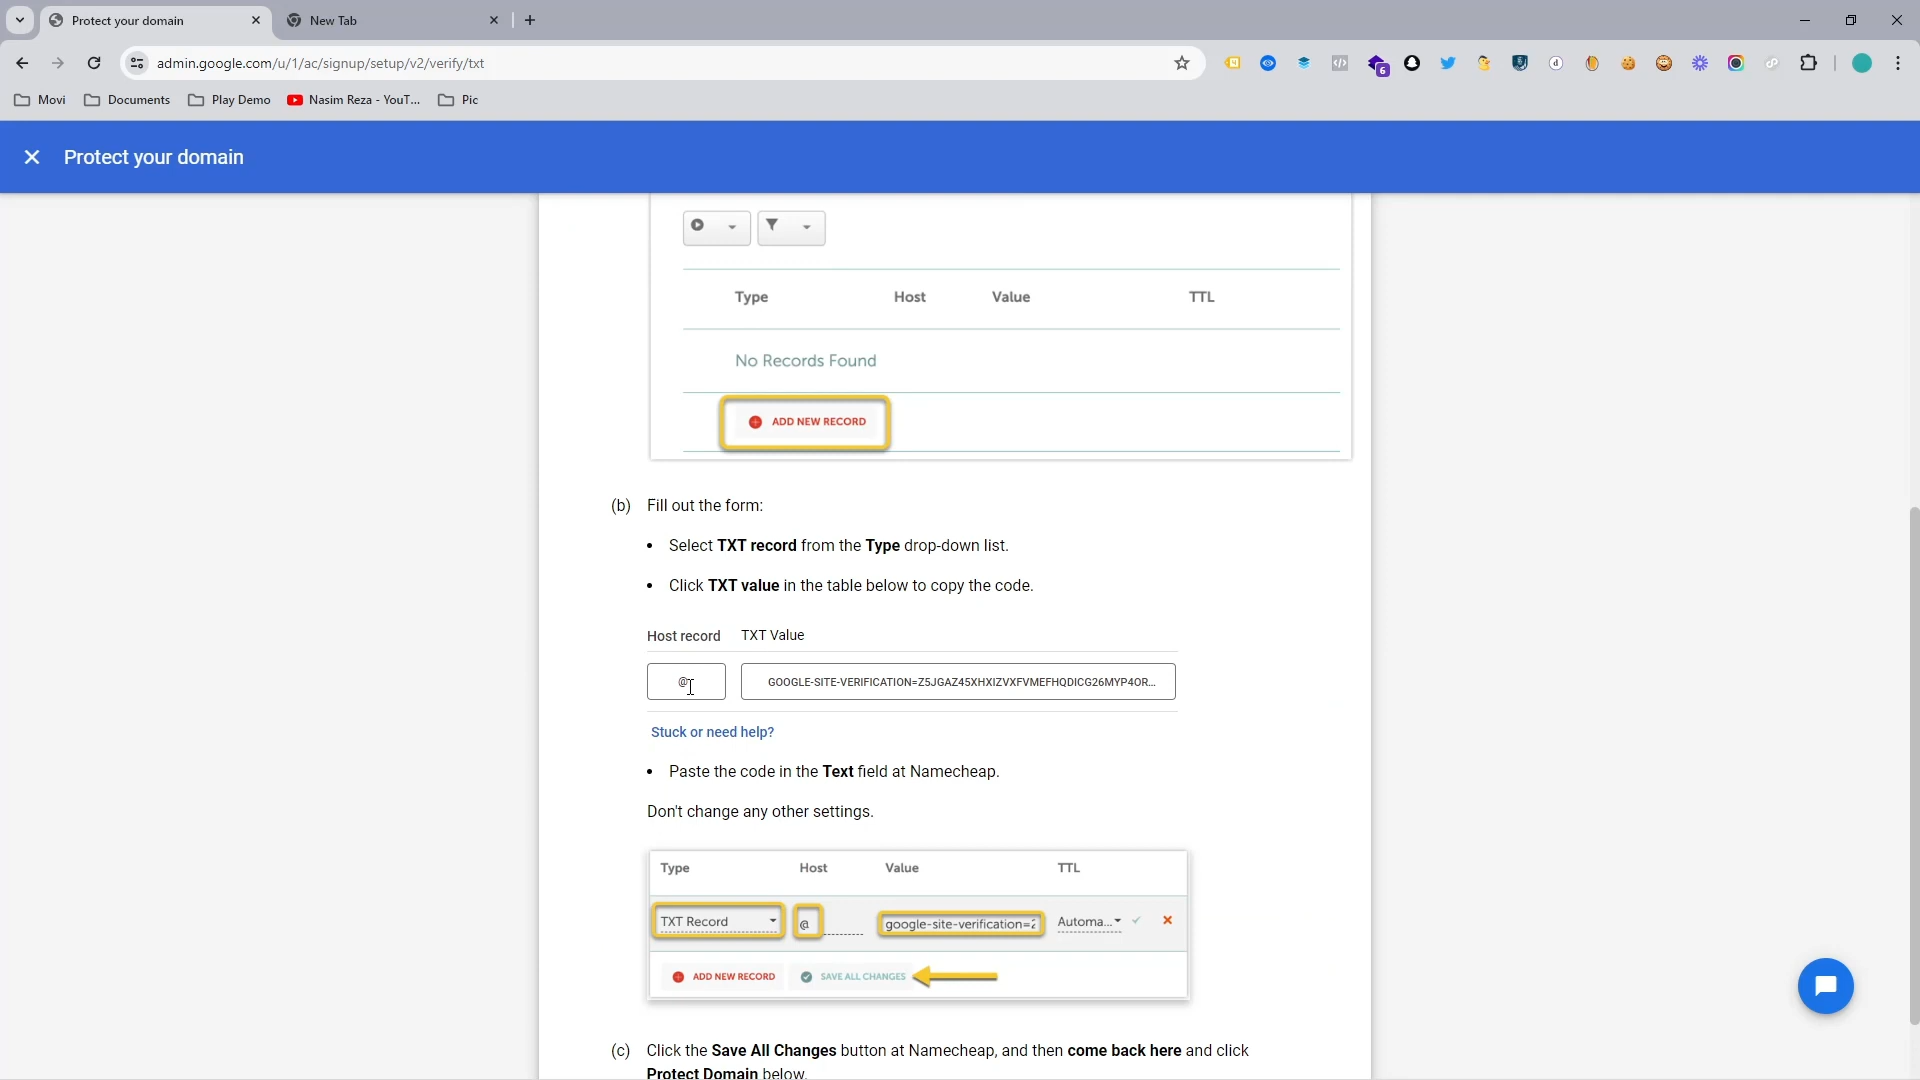 Protect your domain
New Tab
admin.google.com/u/1/ac/signup/setup/v2/verify/txt
6
Movi
Documents
Play Demo
Nasim Reza - YouT...
Pic
Protect your domain
Type Host Value TTL
No Records Found
ADD NEW RECORD
(b) Fill out the form:
• Select TXT record from the Type drop-down list.
• Click TXT value in the table below to copy the code.
Host record TXT Value
@ GOOGLE-SITE-VERIFICATION=Z5JGAZ45XHXIZVXFVMEFHQDICG26MYP4OR...
Stuck or need help?
• Paste the code in the Text field at Namecheap.
Don't change any other settings.
Type Host Value TTL
TXT Record @ google-site-verification=2 Automa...
ADD NEW RECORD SAVE ALL CHANGES
(c) Click the Save All Changes button at Namecheap, and then come back here and click
Protect Domain below.